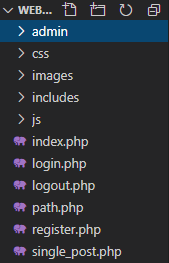 WEB...
admin
css
images
includes
js
index.php
login.php
logout.php
path.php
register.php
single_post.php